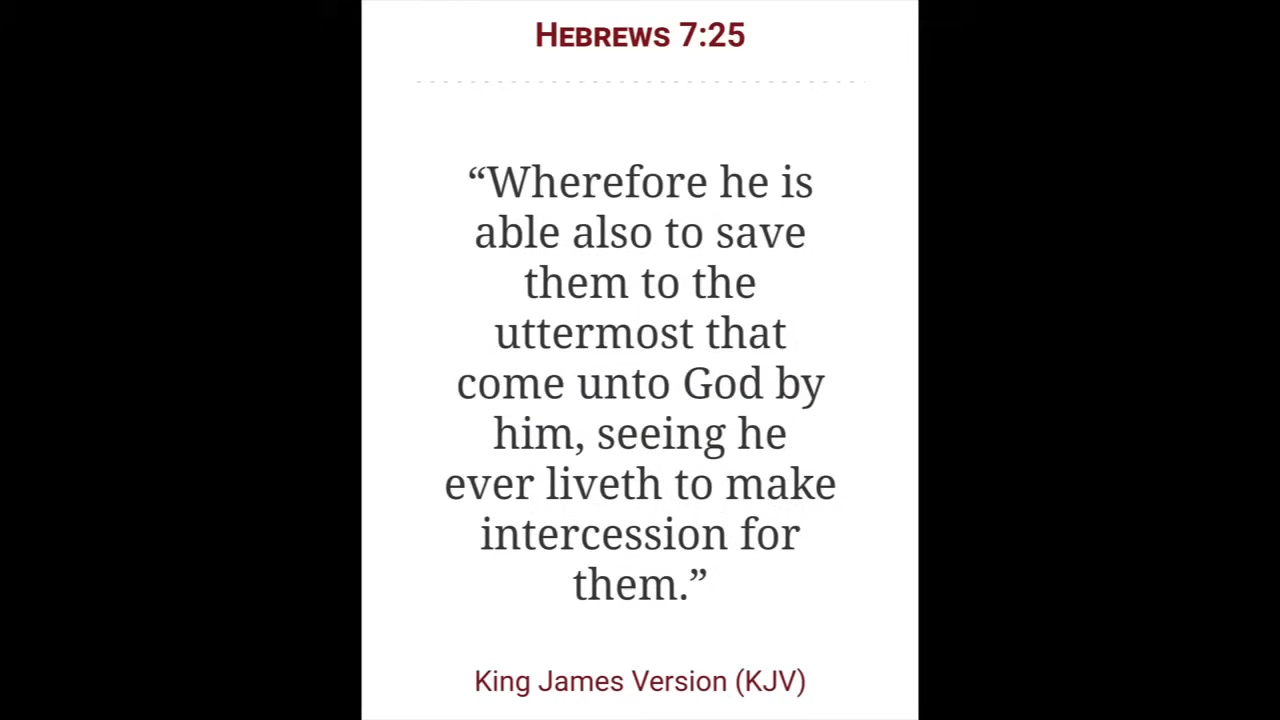 Hebrews 7:25
“Wherefore he is
able also to save
them to the
uttermost that
come unto God by
him, seeing he
ever liveth to make
intercession for
them.”
King James Version (KJV)